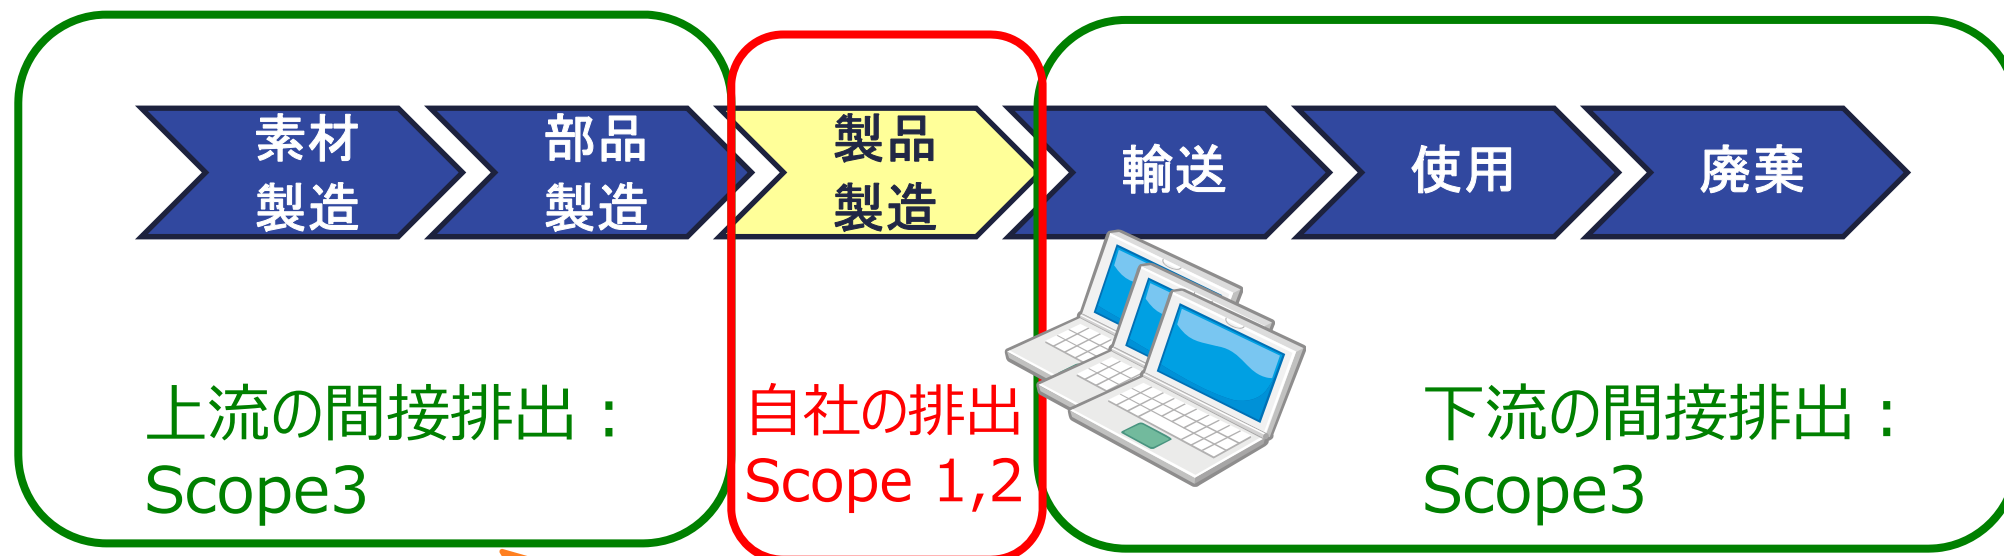 素材
製造
部品
製造
製品
製造
輸送
使用
廃棄
上流の間接排出：
Scope3
自社の排出
Scope 1,2
下流の間接排出：
Scope3